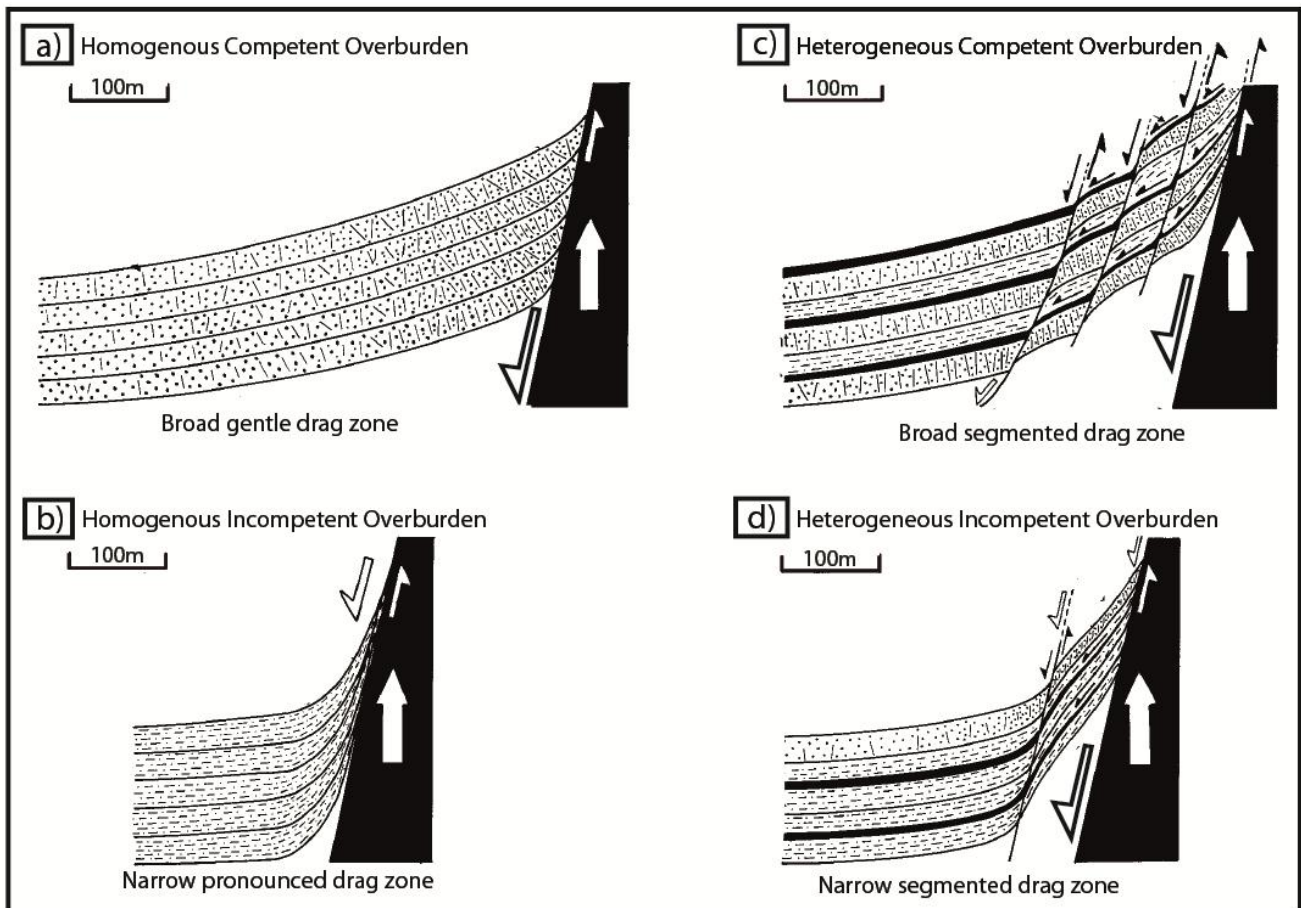 a) Homogenous Competent Overburden
100m
Broad gentle drag zone
b) Homogenous Incompetent Overburden
100m
Narrow pronounced drag zone
c) Heterogeneous Competent Overburden
100m
Broad segmented drag zone
d) Heterogeneous Incompetent Overburden
100m
Narrow segmented drag zone